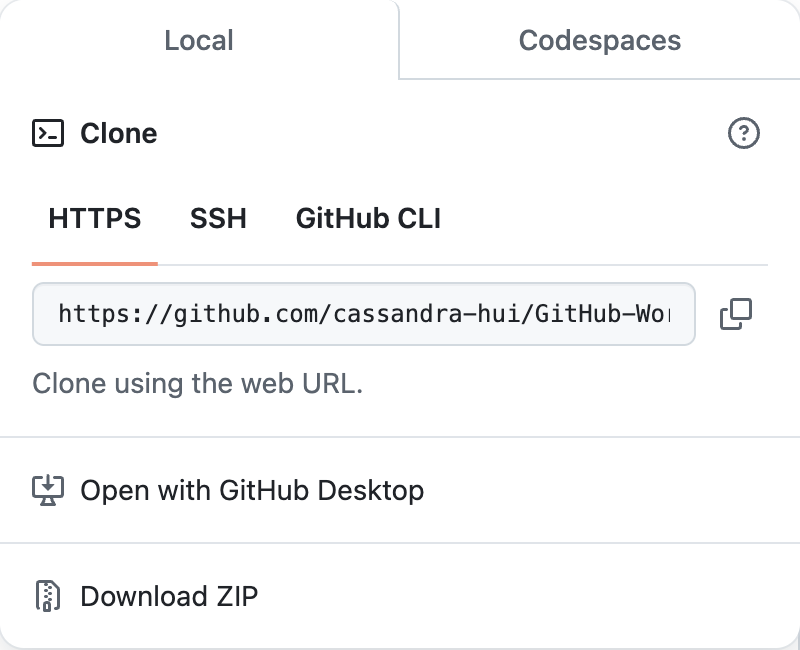 Local
Codespaces
Clone
HTTPS
SSH
GitHub CLI
https://github.com/cassandra-hui/GitHub-Wor
Clone using the web URL.
Open with GitHub Desktop
Download ZIP